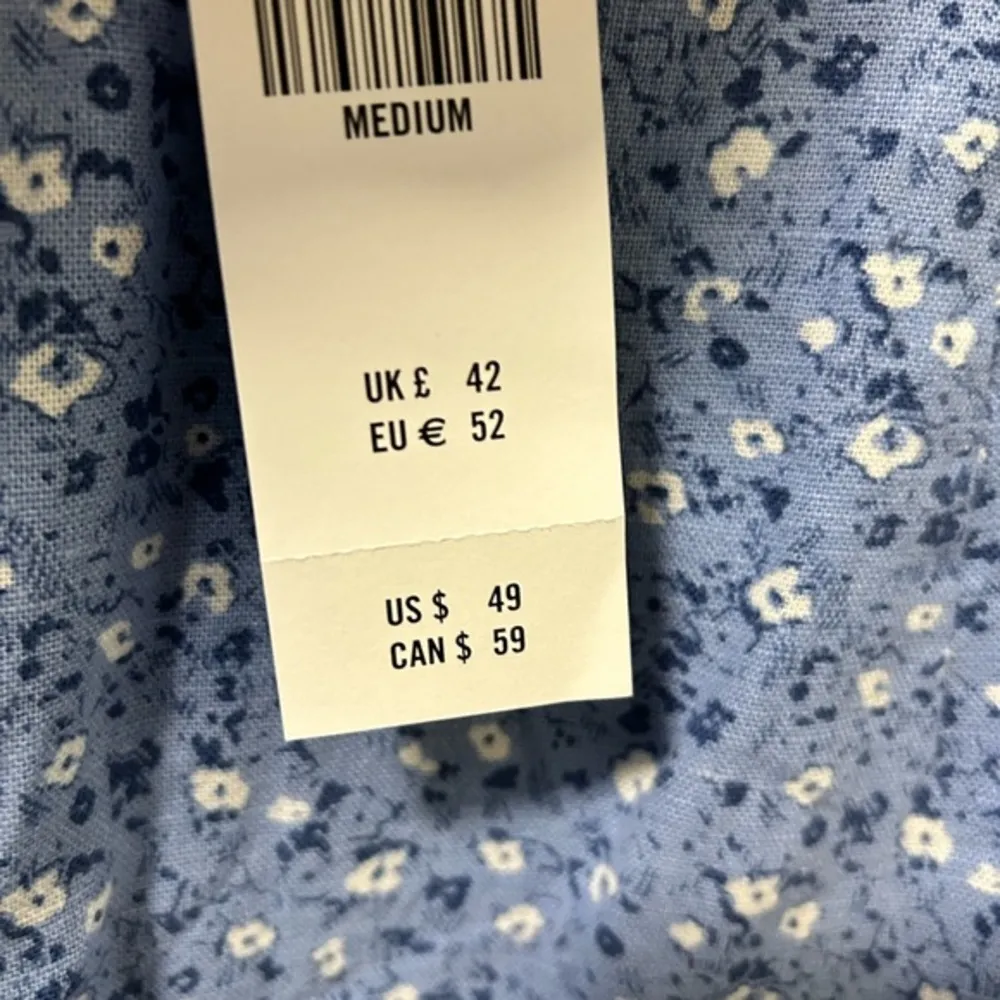 MEDIUM
UK £ 42
EU € 52
US $ 49
CAN $ 59